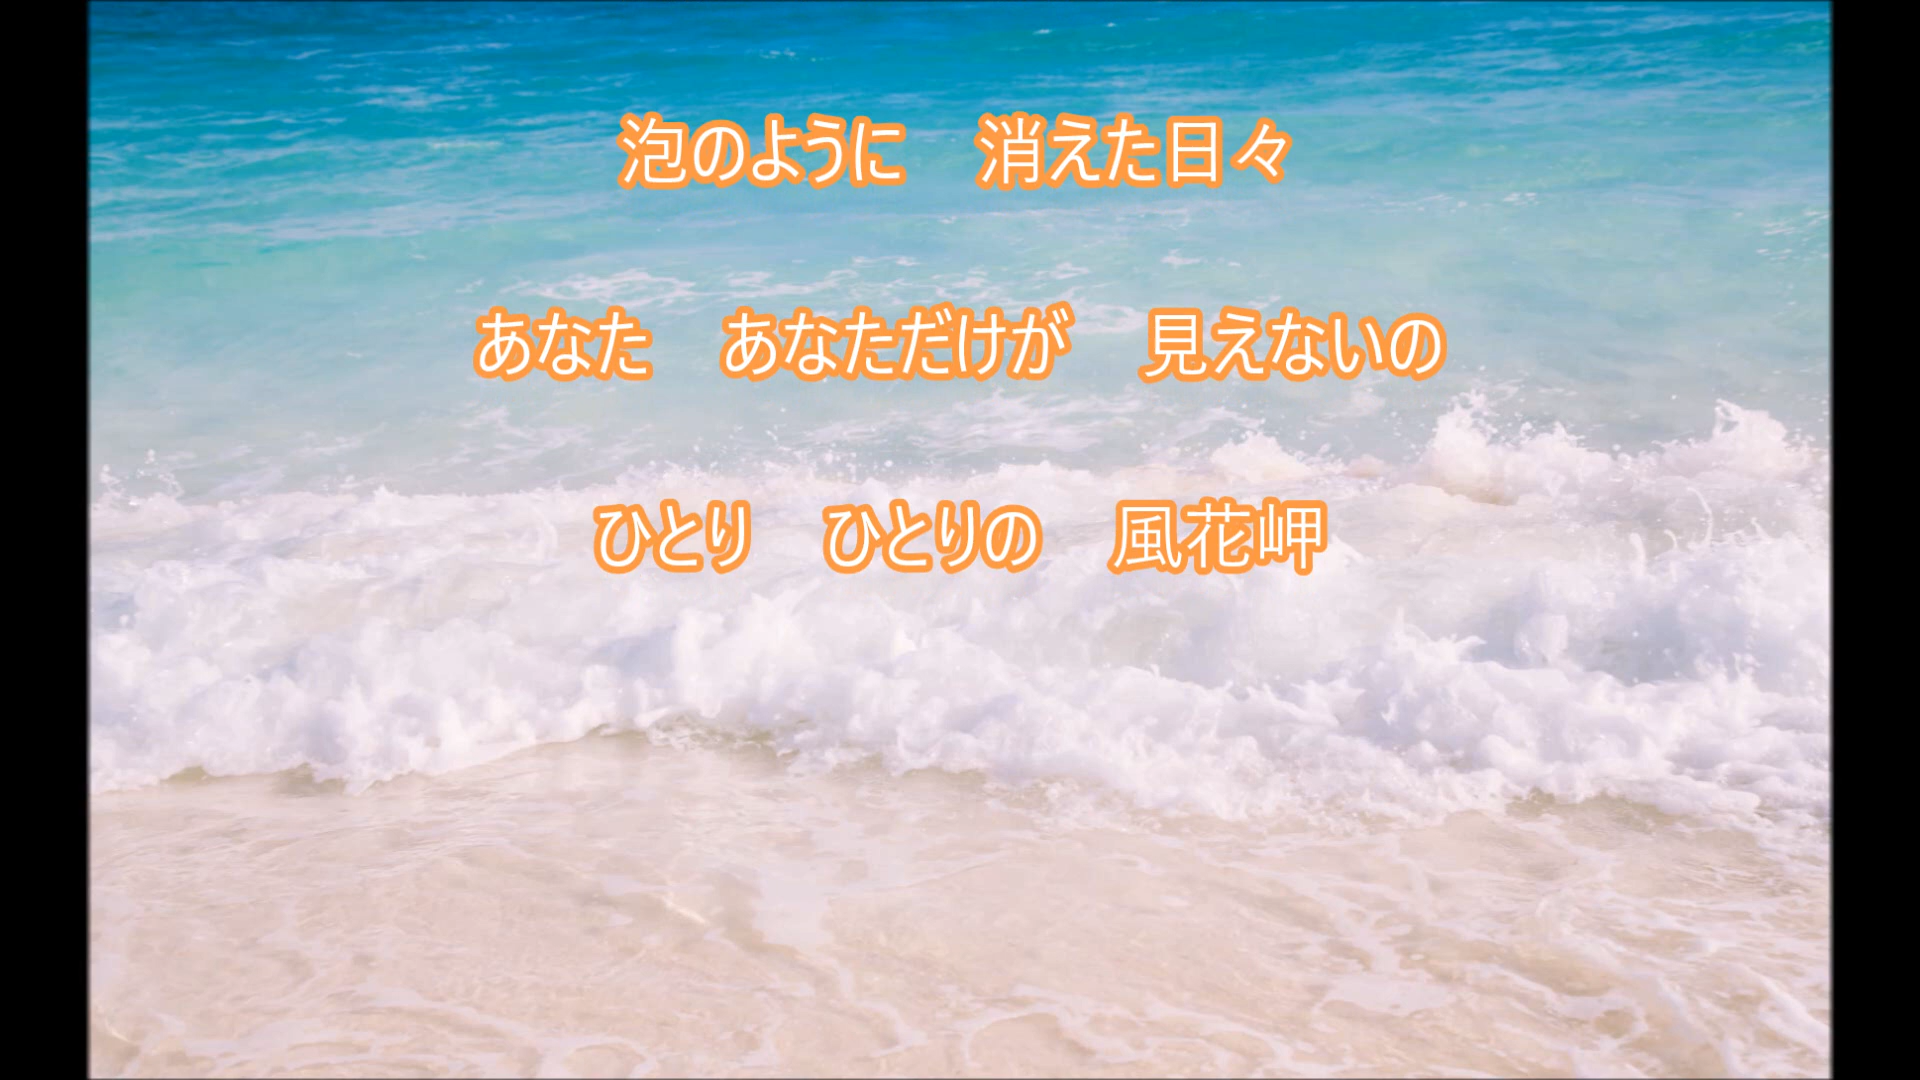 泡のように　消えた日々
あなた　あなただけが　見えないの
ひとり　ひとりの　風花岬